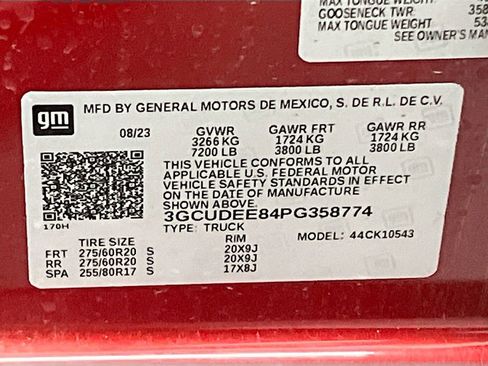 MAX TONGUE WEIGHT
GOOSENECK TWR: 358
MAX TONGUE WEIGHT 53
SEE OWNER'S MAN
gm
MFD BY GENERAL MOTORS DE MEXICO, S. DE R.L. DE C.V.
08/23 GVWR GAWR FRT GAWR RR
3266 KG 1724 KG 1724 KG
7200 LB 3800 LB 3800 LB
THIS VEHICLE CONFORMS TO ALL
APPLICABLE U.S. FEDERAL MOTOR
VEHICLE SAFETY STANDARDS IN EFFECT
ON THE DATE OF MANUFACTURE
SHOWN ABOVE.
3GCUDEE84PG358774
170H TYPE: TRUCK MODEL: 44CK10543
TIRE SIZE RIM
FRT 275/60R20 S 20X9J
RR 275/60R20 S 20X9J
SPA 255/80R17 S 17X8J